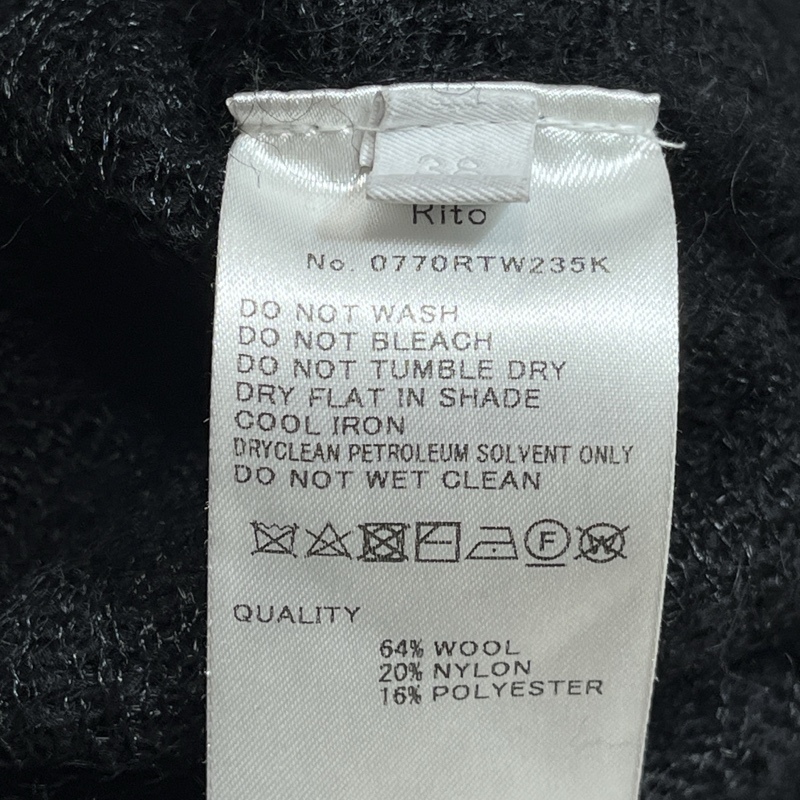 Rito
No. 0770RTW235K
DO NOT WASH
DO NOT BLEACH
DO NOT TUMBLE DRY
DRY FLAT IN SHADE
COOL IRON
DRYCLEAN PETROLEUM SOLVENT ONLY
DO NOT WET CLEAN
F W
QUALITY
64% WOOL
20% NYLON
16% POLYESTER